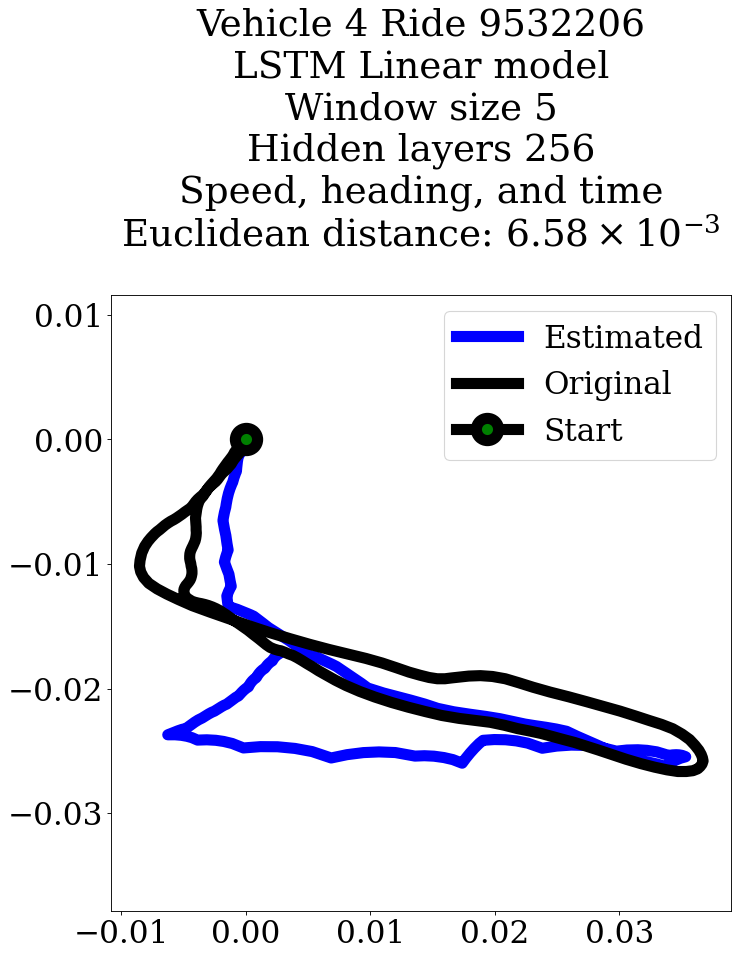 Vehicle 4 Ride 9532206
LSTM Linear model
Window size 5
Hidden layers 256
Speed, heading, and time
Euclidean distance: 6.58 × 10⁻³
Estimated
Original
Start
0.01
0.00
−0.01
−0.02
−0.03
−0.01 0.00 0.01 0.02 0.03